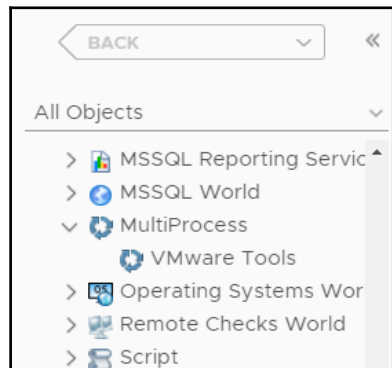 BACK
All Objects
MSSQL Reporting Servic
MSSQL World
MultiProcess
VMware Tools
Operating Systems Wor
Remote Checks World
Script